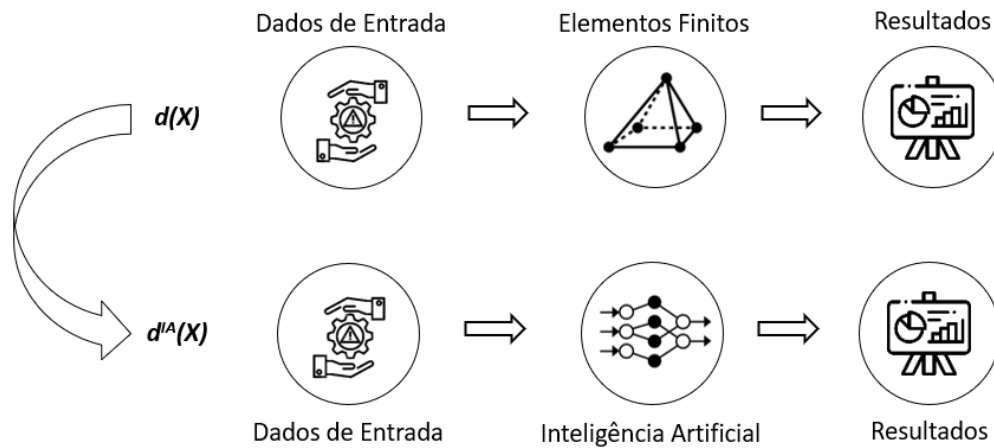 Dados de Entrada
Elementos Finitos
Resultados
d(X)
d^IA(X)
Dados de Entrada
Inteligência Artificial
Resultados